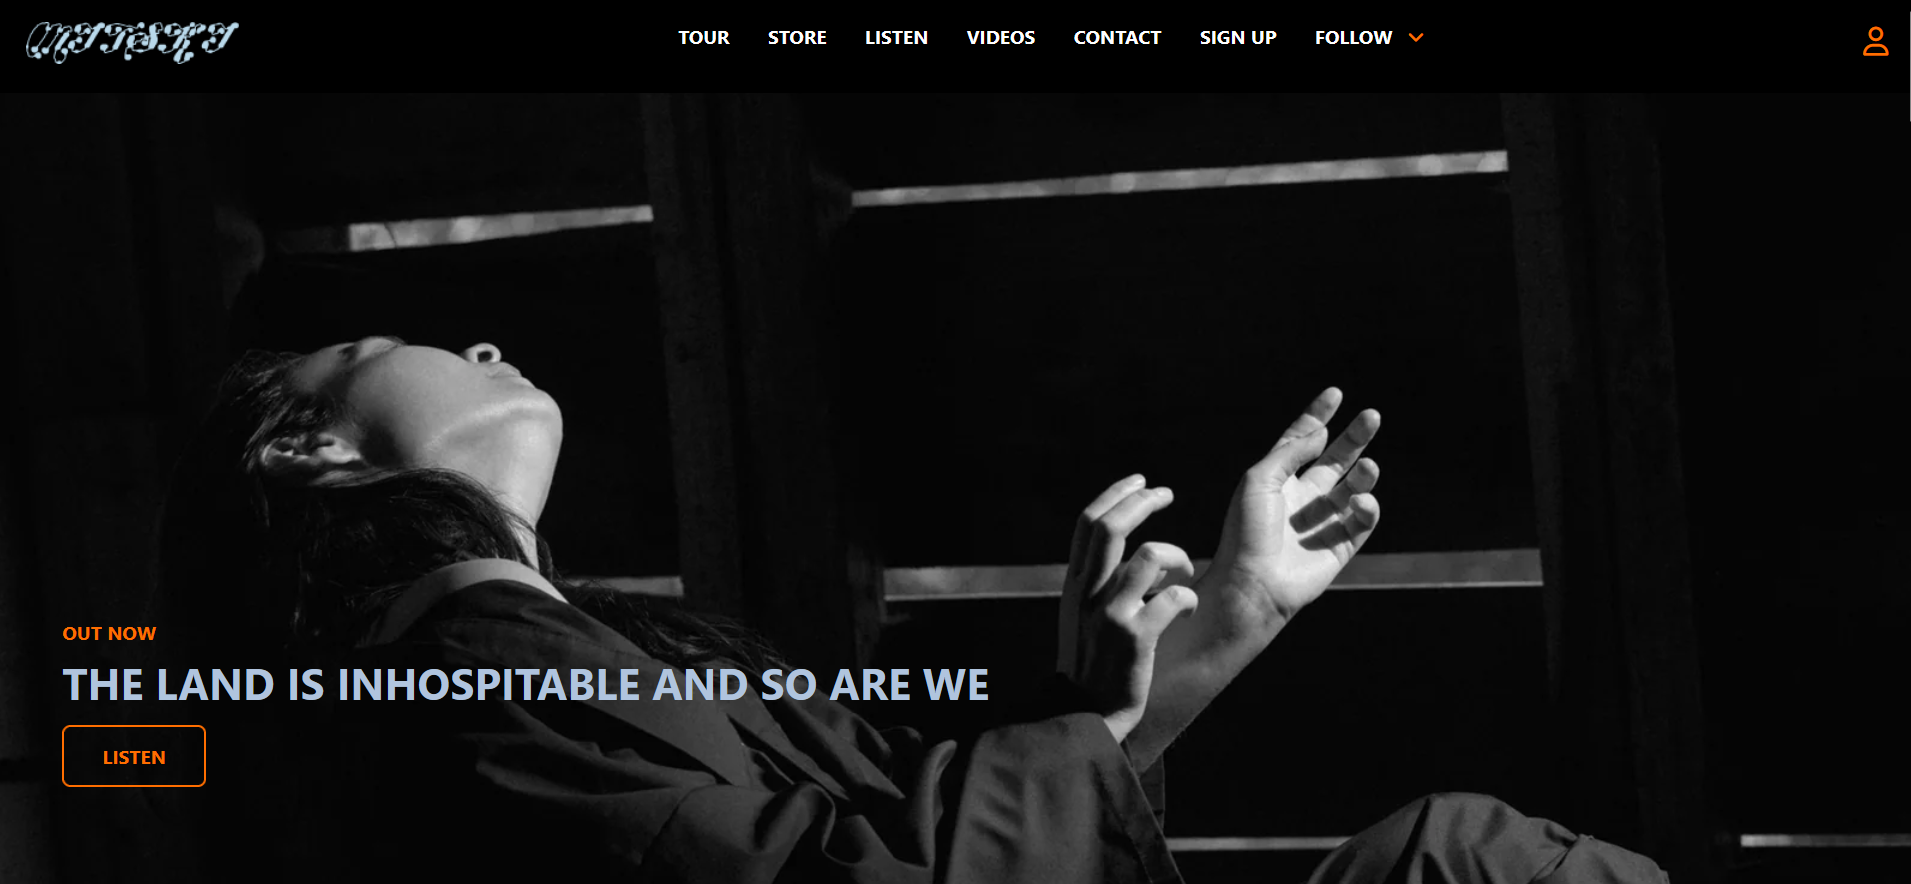 MITSKI
TOUR STORE LISTEN VIDEOS CONTACT SIGN UP FOLLOW
OUT NOW
THE LAND IS INHOSPITABLE AND SO ARE WE
LISTEN